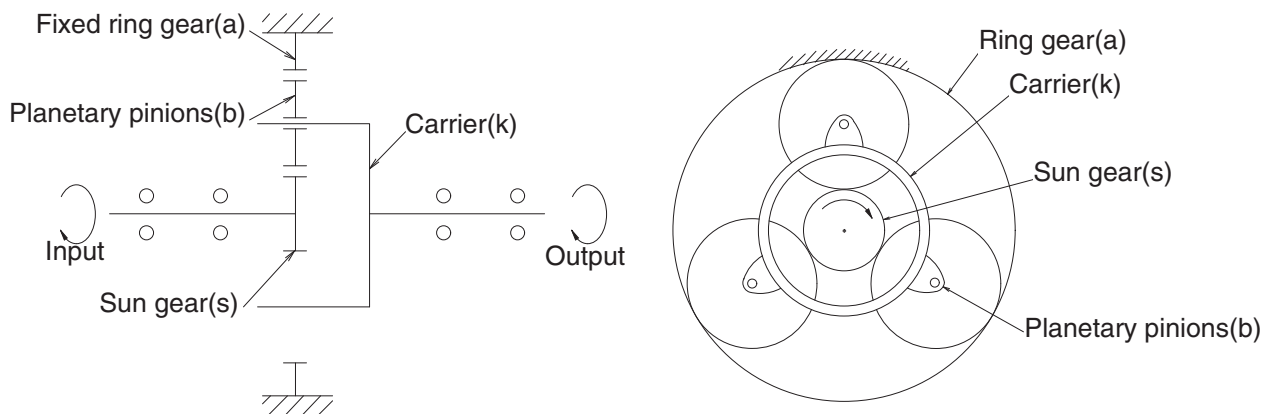 Fixed ring gear(a)
Planetary pinions(b)
Carrier(k)
Input
Output
Sun gear(s)
Ring gear(a)
Carrier(k)
Sun gear(s)
Planetary pinions(b)